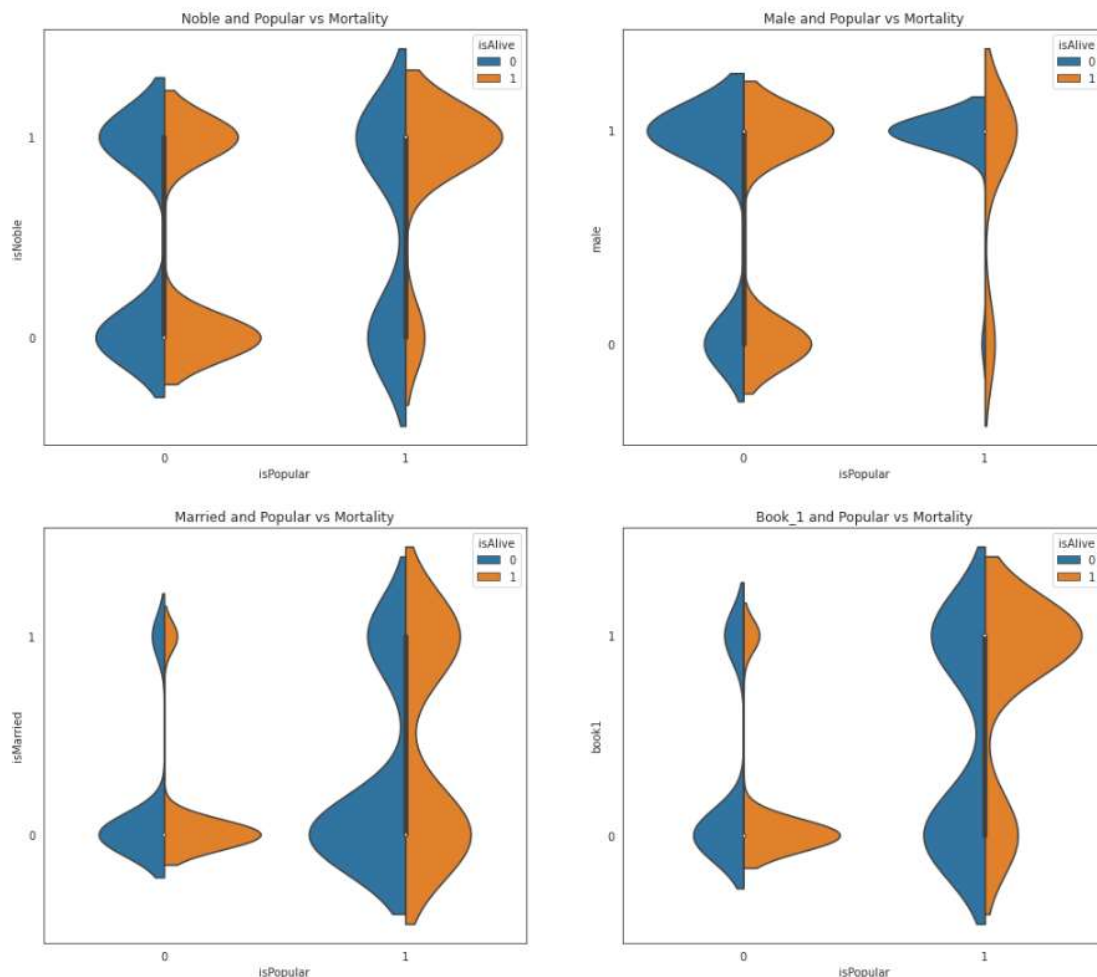 Noble and Popular vs Mortality
isAlive
0
1
1
isNoble
0
0
1
isPopular
Male and Popular vs Mortality
isAlive
0
1
1
male
0
0
1
isPopular
Married and Popular vs Mortality
isAlive
0
1
1
isMarried
0
0
1
isPopular
Book_1 and Popular vs Mortality
isAlive
0
1
1
book1
0
0
1
isPopular